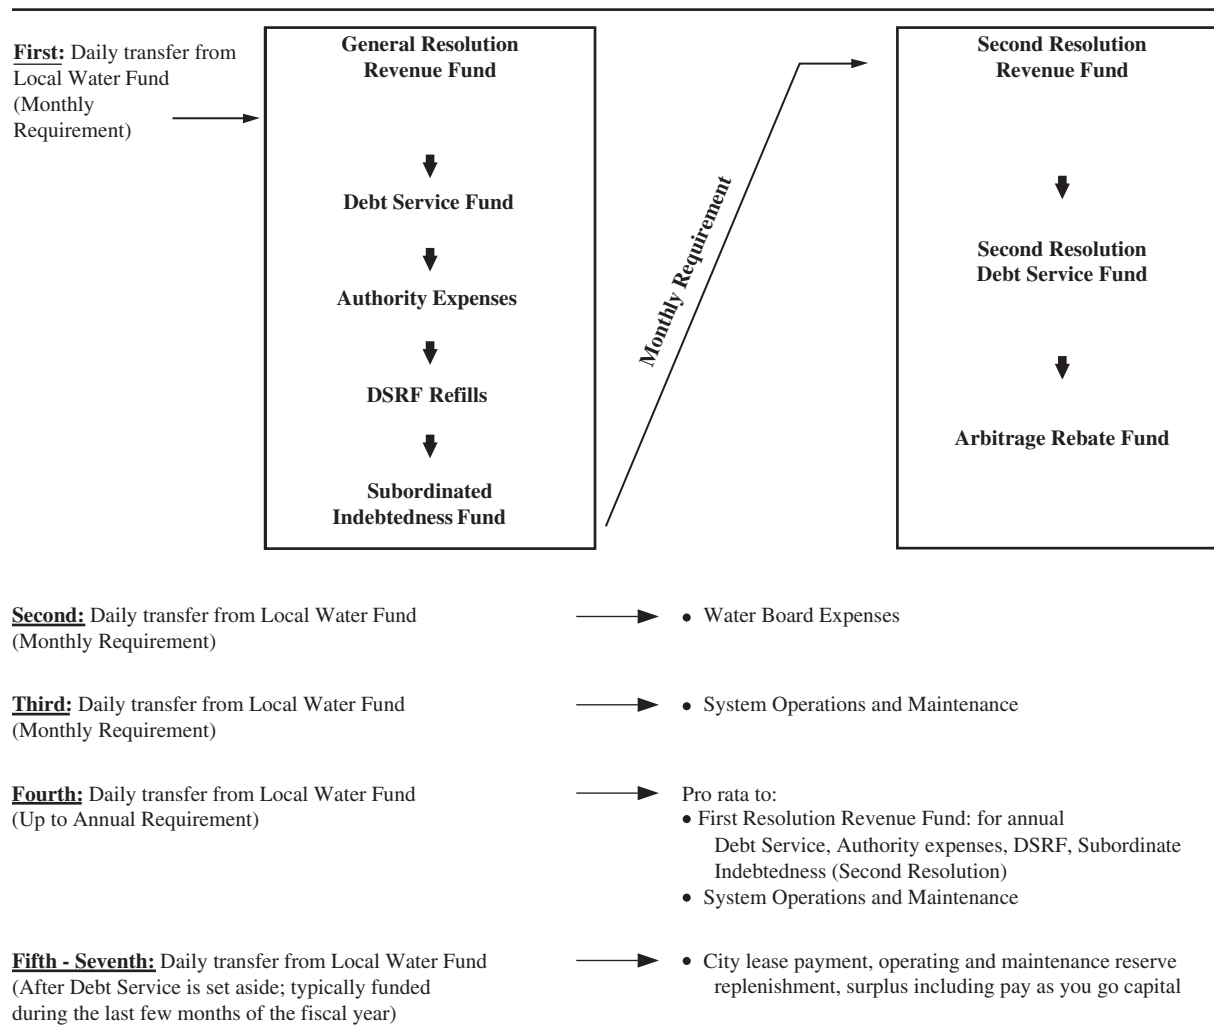 First: Daily transfer from
Local Water Fund
(Monthly
Requirement)
General Resolution
Revenue Fund
Debt Service Fund
Authority Expenses
DSRF Refills
Subordinated
Indebtedness Fund
Monthly Requirement
Second Resolution
Revenue Fund
Second Resolution
Debt Service Fund
Arbitrage Rebate Fund
Second: Daily transfer from Local Water Fund
(Monthly Requirement)
• Water Board Expenses
Third: Daily transfer from Local Water Fund
(Monthly Requirement)
• System Operations and Maintenance
Fourth: Daily transfer from Local Water Fund
(Up to Annual Requirement)
Pro rata to:
• First Resolution Revenue Fund: for annual
Debt Service, Authority expenses, DSRF, Subordinate
Indebtedness (Second Resolution)
• System Operations and Maintenance
Fifth - Seventh: Daily transfer from Local Water Fund
(After Debt Service is set aside; typically funded
during the last few months of the fiscal year)
• City lease payment, operating and maintenance reserve
replenishment, surplus including pay as you go capital